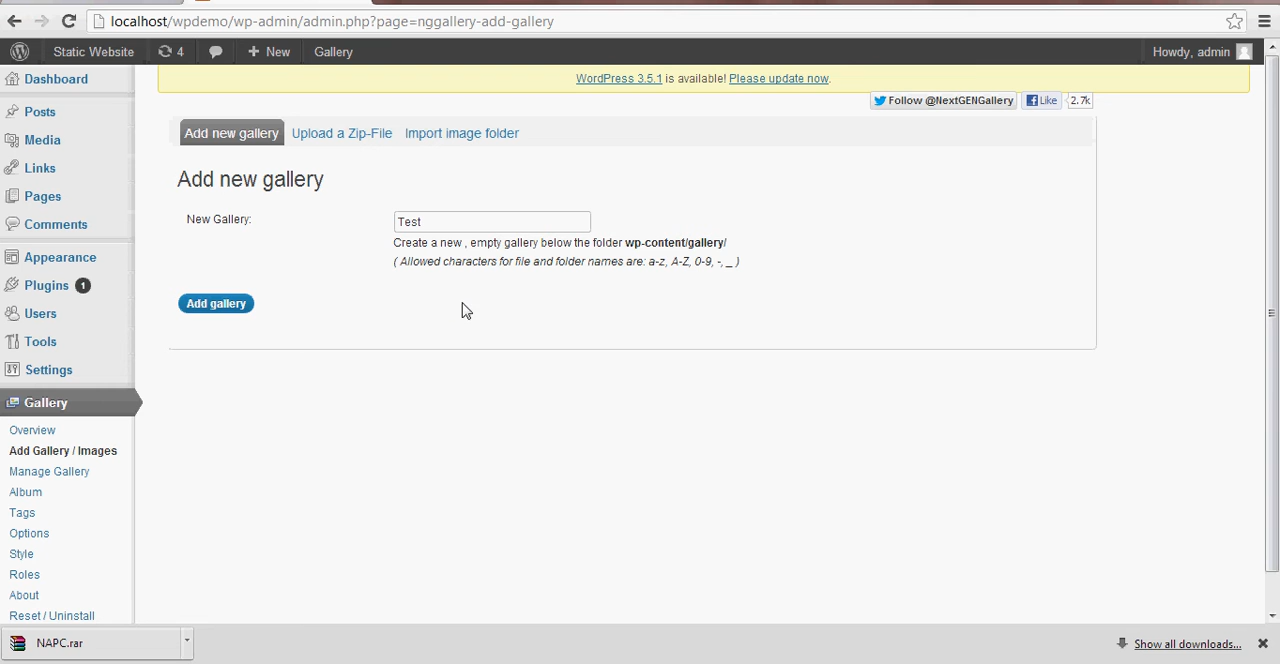 localhost/wpdemo/wp-admin/admin.php?page=nggallery-add-gallery
Static Website 4 New Gallery Howdy, admin
WordPress 3.5.1 is available! Please update now.
Follow @NextGENGallery Like 2.7k
Dashboard
Posts
Media
Links
Pages
Comments
Appearance
Plugins 1
Users
Tools
Settings
Gallery
Overview
Add Gallery / Images
Manage Gallery
Album
Tags
Options
Style
Roles
About
Reset / Uninstall
Add new gallery Upload a Zip-File Import image folder
Add new gallery
New Gallery: Test
Create a new , empty gallery below the folder wp-content/gallery/
( Allowed characters for file and folder names are: a-z, A-Z, 0-9, -, _ )
Add gallery
NAPC.rar
Show all downloads...